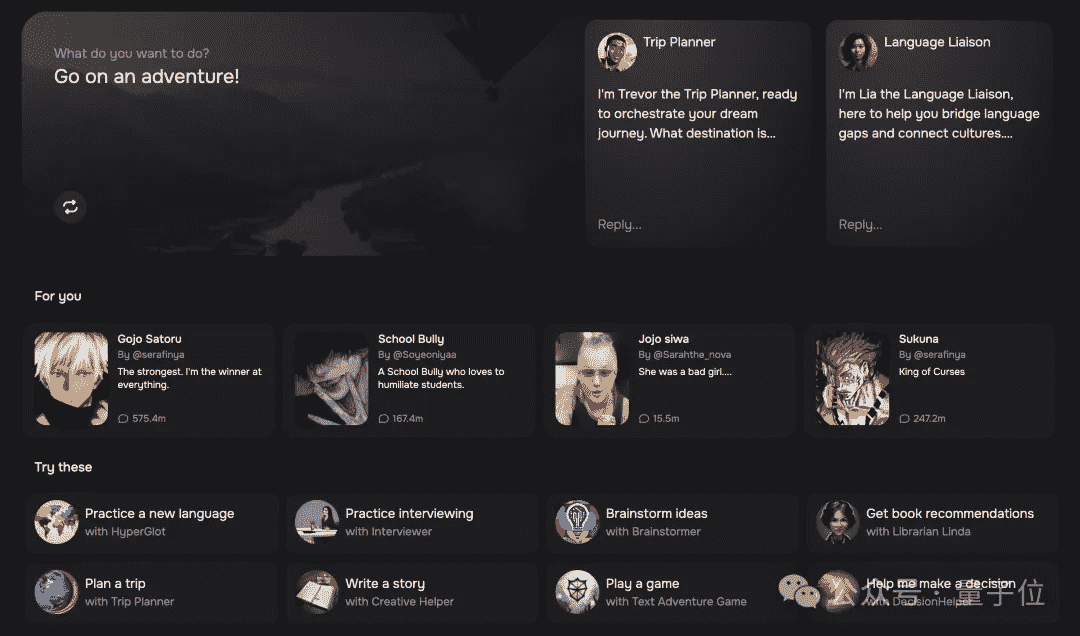 What do you want to do?
Go on an adventure!
Trip Planner
I'm Trevor the Trip Planner, ready
to orchestrate your dream
journey. What destination is...
Reply...
Language Liaison
I'm Lia the Language Liaison,
here to help you bridge language
gaps and connect cultures....
Reply...
For you
Gojo Satoru
By @serafinya
The strongest. I'm the winner at
everything.
575.4m
School Bully
By @Soyeoniyaa
A School Bully who loves to
humiliate students.
167.4m
Jojo siwa
By @Sarahthe_nova
She was a bad girl....
15.5m
Sukuna
By @serafinya
King of Curses
247.2m
Try these
Practice a new language
with HyperGlot
Practice interviewing
with Interviewer
Brainstorm ideas
with Brainstormer
Get book recommendations
with Librarian Linda
Plan a trip
with Trip Planner
Write a story
with Creative Helper
Play a game
with Text Adventure Game
Help me make a decision
with DecisionHelper
公众号 · 量子位